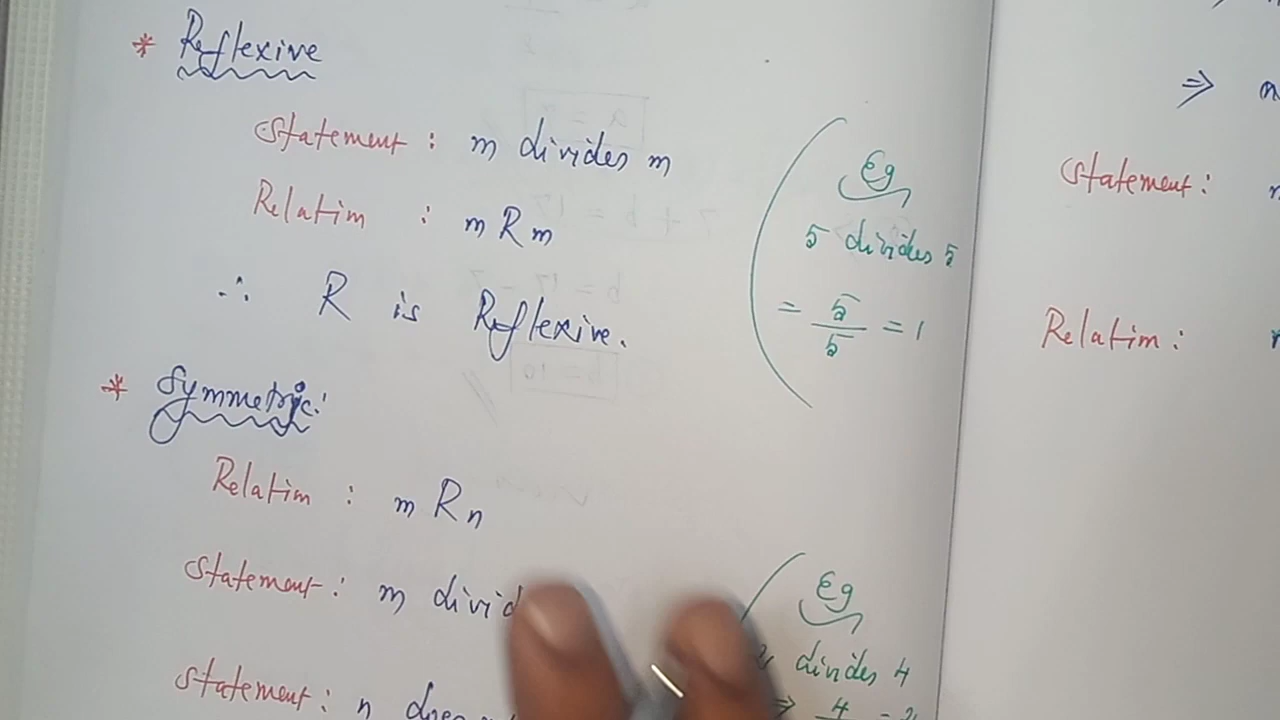 * Reflexive
Statement : m divides m
Relation : m R m
∴ R is Reflexive.
(Eg
5 divides 5
= 5/5 = 1
* Symmetric:
Relation : m R n
Statement : m
Statement : n
(Eg
divides 4
⇒
Statement :
Relation :